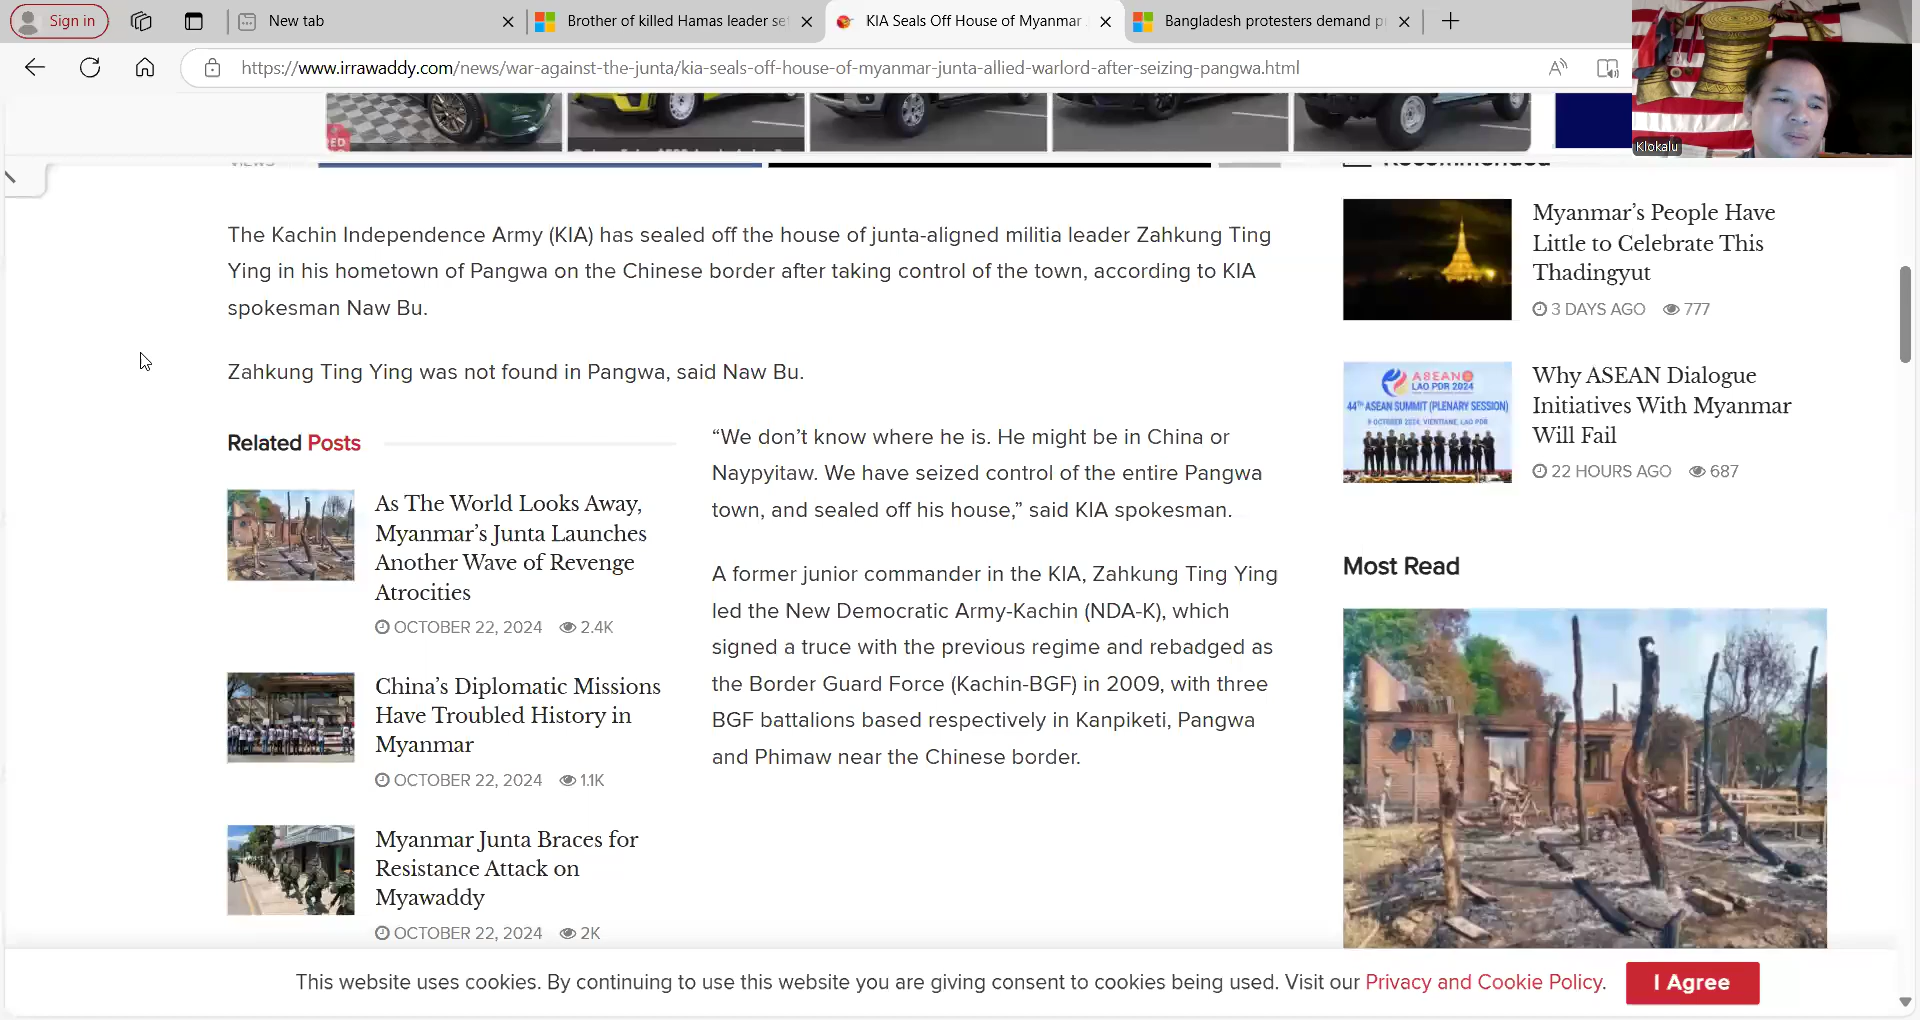 Sign in
New tab
Brother of killed Hamas leader se
KIA Seals Off House of Myanmar
Bangladesh protesters demand p
https://www.irrawaddy.com/news/war-against-the-junta/kia-seals-off-house-of-myanmar-junta-allied-warlord-after-seizing-pangwa.html
Klokalu
VIEWS
Recommended
The Kachin Independence Army (KIA) has sealed off the house of junta-aligned militia leader Zahkung Ting
Ying in his hometown of Pangwa on the Chinese border after taking control of the town, according to KIA
spokesman Naw Bu.
Zahkung Ting Ying was not found in Pangwa, said Naw Bu.
Related Posts
As The World Looks Away,
Myanmar’s Junta Launches
Another Wave of Revenge
Atrocities
OCTOBER 22, 2024 2.4K
China’s Diplomatic Missions
Have Troubled History in
Myanmar
OCTOBER 22, 2024 1.1K
Myanmar Junta Braces for
Resistance Attack on
Myawaddy
OCTOBER 22, 2024 2K
“We don’t know where he is. He might be in China or
Naypyitaw. We have seized control of the entire Pangwa
town, and sealed off his house,” said KIA spokesman.
A former junior commander in the KIA, Zahkung Ting Ying
led the New Democratic Army-Kachin (NDA-K), which
signed a truce with the previous regime and rebadged as
the Border Guard Force (Kachin-BGF) in 2009, with three
BGF battalions based respectively in Kanpiketi, Pangwa
and Phimaw near the Chinese border.
Myanmar’s People Have
Little to Celebrate This
Thadingyut
3 DAYS AGO 777
ASEAN
LAO PDR 2024
44TH ASEAN SUMMIT (PLENARY SESSION)
9 OCTOBER 2024, VIENTIANE, LAO PDR
Why ASEAN Dialogue
Initiatives With Myanmar
Will Fail
22 HOURS AGO 687
Most Read
This website uses cookies. By continuing to use this website you are giving consent to cookies being used. Visit our Privacy and Cookie Policy.
I Agree